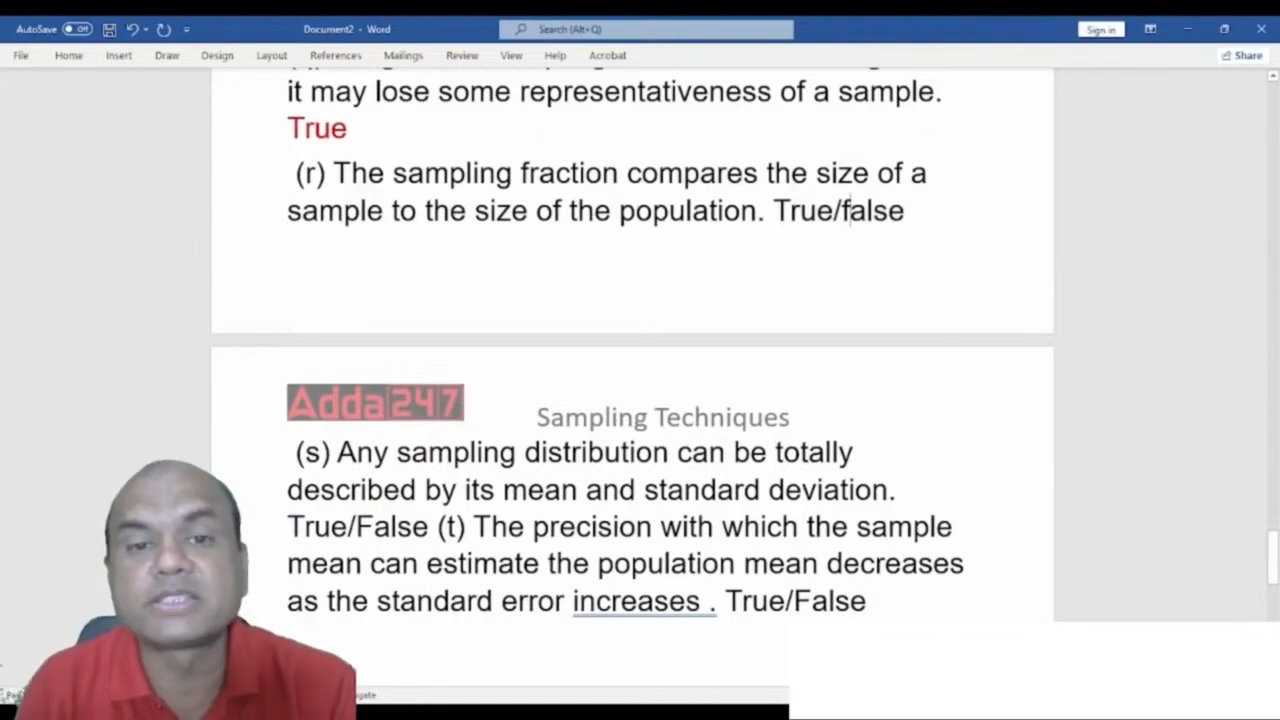 AutoSave Off Document2 - Word Search (Alt+Q) Sign in
File Home Insert Draw Design Layout References Mailings Review View Help Acrobat Share
it may lose some representativeness of a sample.
True
(r) The sampling fraction compares the size of a
sample to the size of the population. True/false
Adda247
Sampling Techniques
(s) Any sampling distribution can be totally
described by its mean and standard deviation.
True/False (t) The precision with which the sample
mean can estimate the population mean decreases
as the standard error increases . True/False